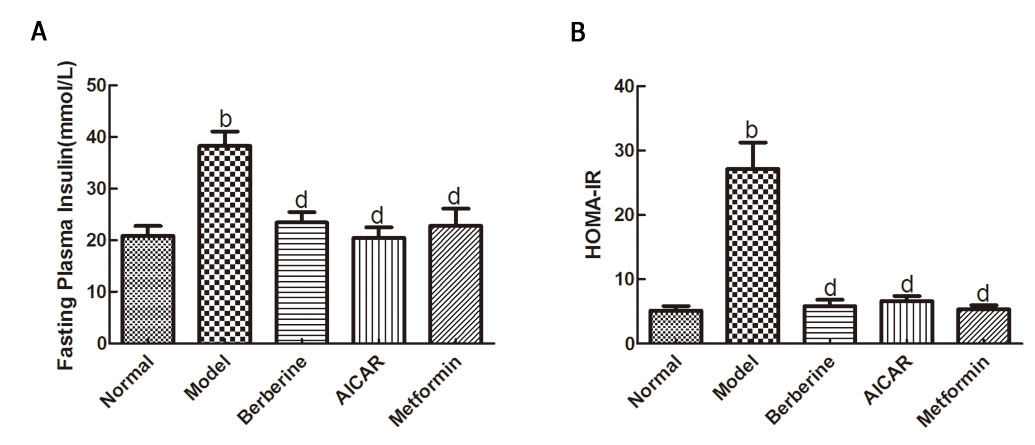 A
Fasting Plasma Insulin(mmol/L)
50
40
30
20
10
0
b
d
d
d
Normal
Model
Berberine
AICAR
Metformin
B
HOMA-IR
40
30
20
10
0
b
d
d
d
Normal
Model
Berberine
AICAR
Metformin